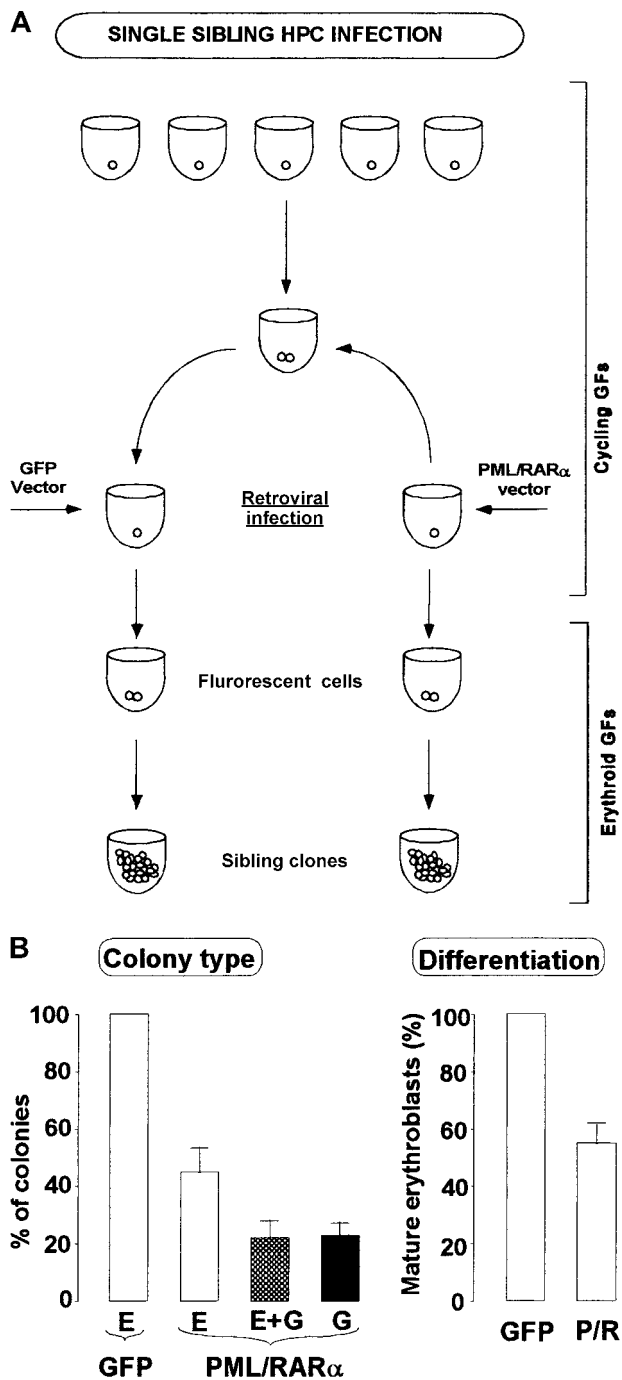 A
SINGLE SIBLING HPC INFECTION
Cycling GFs
GFP
Vector
Retroviral
infection
PML/RARα
vector
Flurorescent cells
Erythroid GFs
Sibling clones
B
Colony type
% of colonies
100
80
60
40
20
0
E
E
E+G
G
GFP
PML/RARα
Differentiation
Mature erythroblasts (%)
100
80
60
40
20
0
GFP
P/R